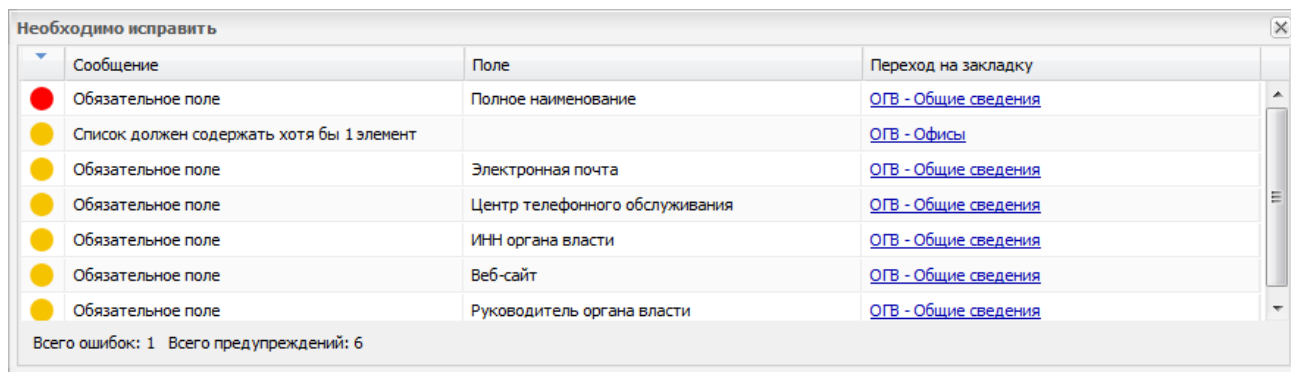 Необходимо исправить
Сообщение Поле Переход на закладку
Обязательное поле Полное наименование ОГВ - Общие сведения
Список должен содержать хотя бы 1 элемент ОГВ - Офисы
Обязательное поле Электронная почта ОГВ - Общие сведения
Обязательное поле Центр телефонного обслуживания ОГВ - Общие сведения
Обязательное поле ИНН органа власти ОГВ - Общие сведения
Обязательное поле Веб-сайт ОГВ - Общие сведения
Обязательное поле Руководитель органа власти ОГВ - Общие сведения
Всего ошибок: 1 Всего предупреждений: 6